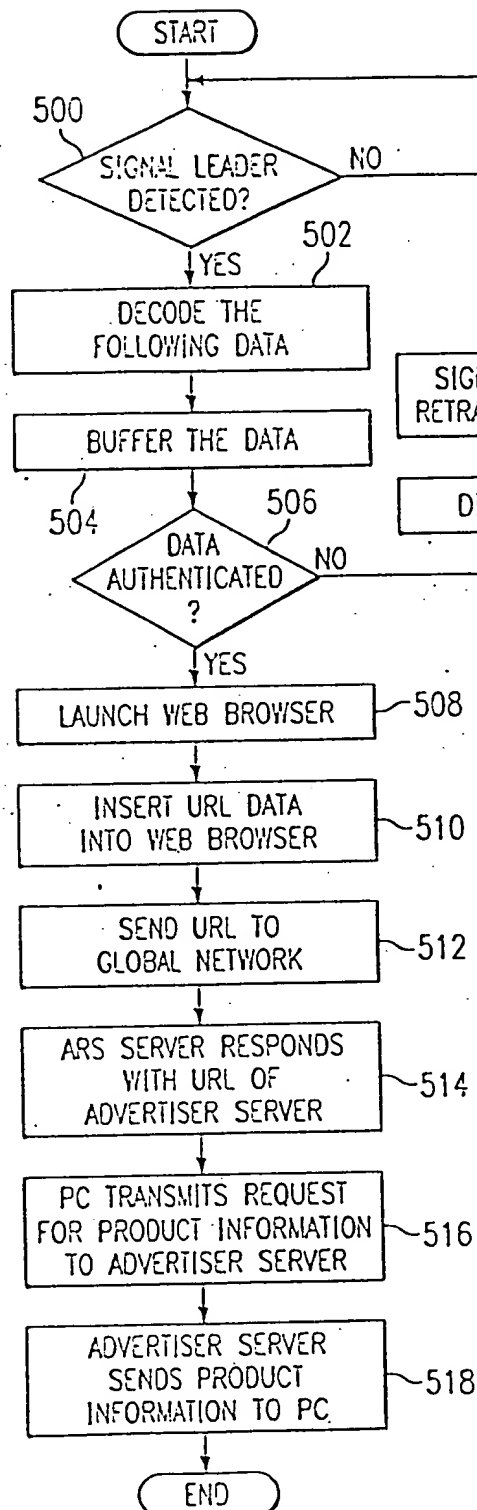 START
500
SIGNAL LEADER
DETECTED?
NO
YES
502
DECODE THE
FOLLOWING DATA
BUFFER THE DATA
504
506
DATA
AUTHENTICATED
?
NO
YES
LAUNCH WEB BROWSER
508
INSERT URL DATA
INTO WEB BROWSER
510
SEND URL TO
GLOBAL NETWORK
512
ARS SERVER RESPONDS
WITH URL OF
ADVERTISER SERVER
514
PC TRANSMITS REQUEST
FOR PRODUCT INFORMATION
TO ADVERTISER SERVER
516
ADVERTISER SERVER
SENDS PRODUCT
INFORMATION TO PC
518
END